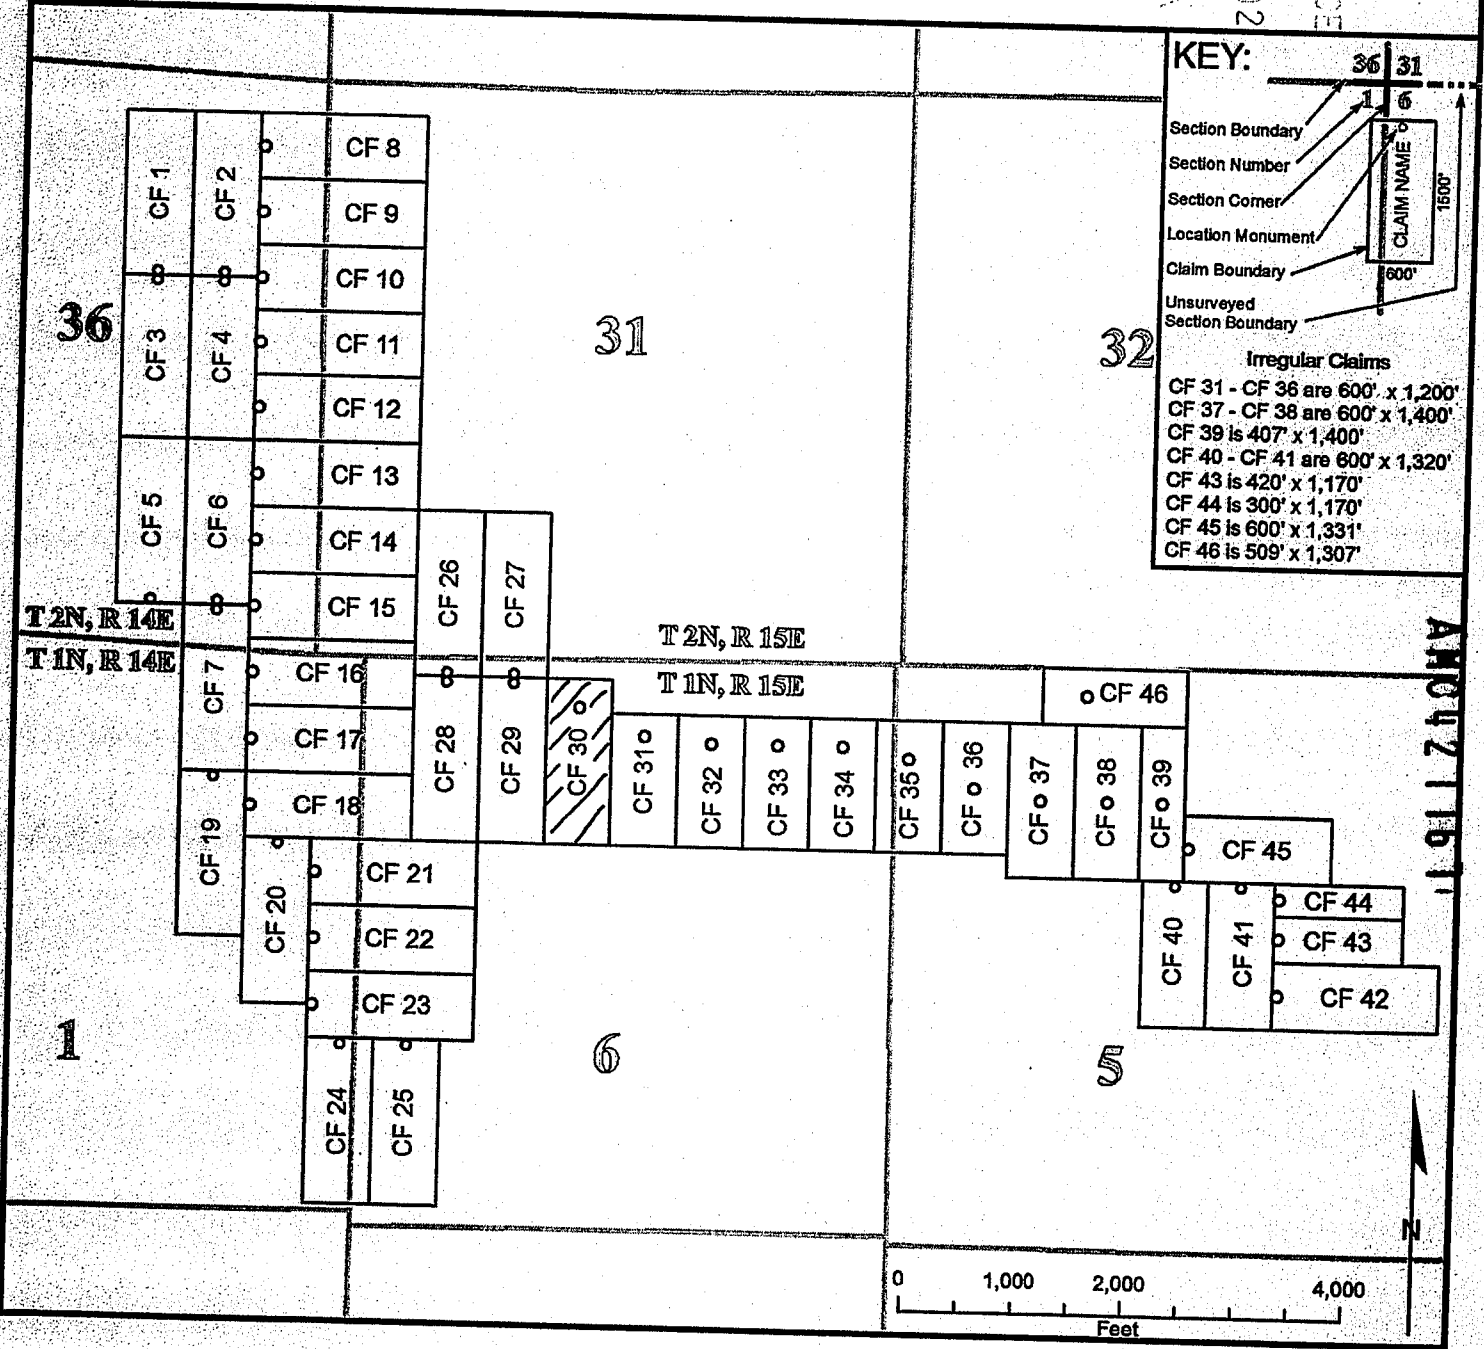 KEY:
36 31
1 6
Section Boundary
Section Number
Section Corner
Location Monument
Claim Boundary
Unsurveyed
Section Boundary
CLAIM NAME
1500'
600'
Irregular Claims
CF 31 - CF 36 are 600' x 1,200'
CF 37 - CF 38 are 600' x 1,400'
CF 39 is 407' x 1,400'
CF 40 - CF 41 are 600' x 1,320'
CF 43 is 420' x 1,170'
CF 44 is 300' x 1,170'
CF 45 is 600' x 1,331'
CF 46 is 509' x 1,307'
CF 1
CF 2
CF 8
CF 9
CF 10
36
CF 3
CF 4
CF 11
31
32
CF 12
CF 13
CF 5
CF 6
CF 14
CF 15
CF 26
CF 27
T 2N, R 14E
T 2N, R 15E
T 1N, R 14E
T 1N, R 15E
CF 7
CF 16
CF 17
CF 18
CF 19
CF 28
CF 29
CF 30
CF 31
CF 32
CF 33
CF 34
CF 35
CF 36
CF 37
CF 38
CF 39
CF 46
CF 45
CF 20
CF 21
CF 22
CF 23
CF 40
CF 41
CF 44
CF 43
CF 42
1
6
5
CF 24
CF 25
N
0 1,000 2,000 4,000
Feet